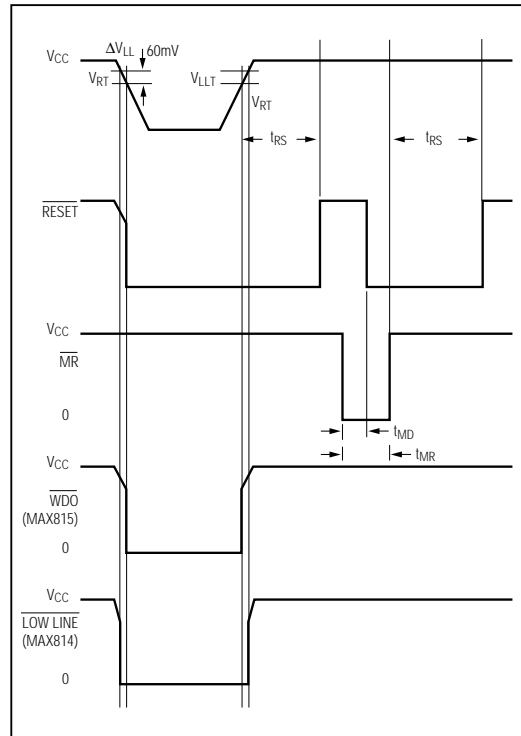 ΔVLL 60mV
VCC
VRT
VLLT
VRT
tRS
tRS
RESET
VCC
MR
0
tMD
tMR
VCC
WDO
(MAX815)
0
VCC
LOW LINE
(MAX814)
0